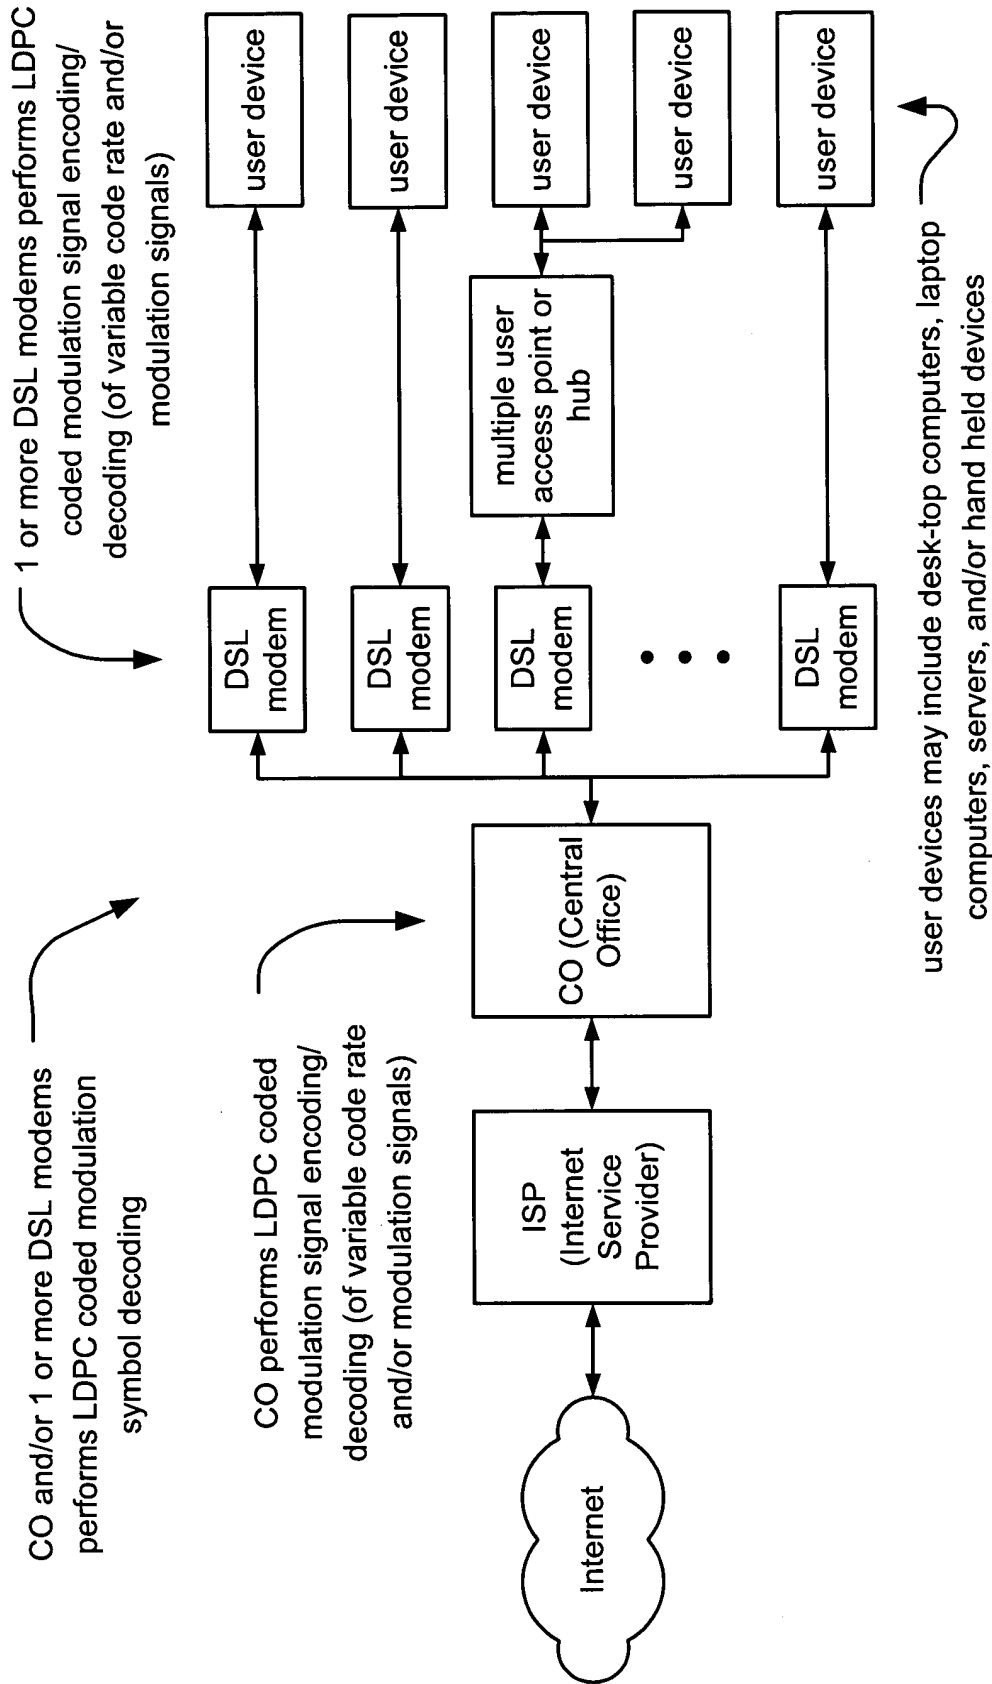 CO and/or 1 or more DSL modems
performs LDPC coded modulation
symbol decoding
1 or more DSL modems performs LDPC
coded modulation signal encoding/
decoding (of variable code rate and/or
modulation signals)
CO performs LDPC coded
modulation signal encoding/
decoding (of variable code rate
and/or modulation signals)
Internet
ISP
(Internet
Service
Provider)
CO (Central
Office)
DSL
modem
user device
DSL
modem
user device
DSL
modem
multiple user
access point or
hub
user device
user device
DSL
modem
user device
user devices may include desk-top computers, laptop
computers, servers, and/or hand held devices